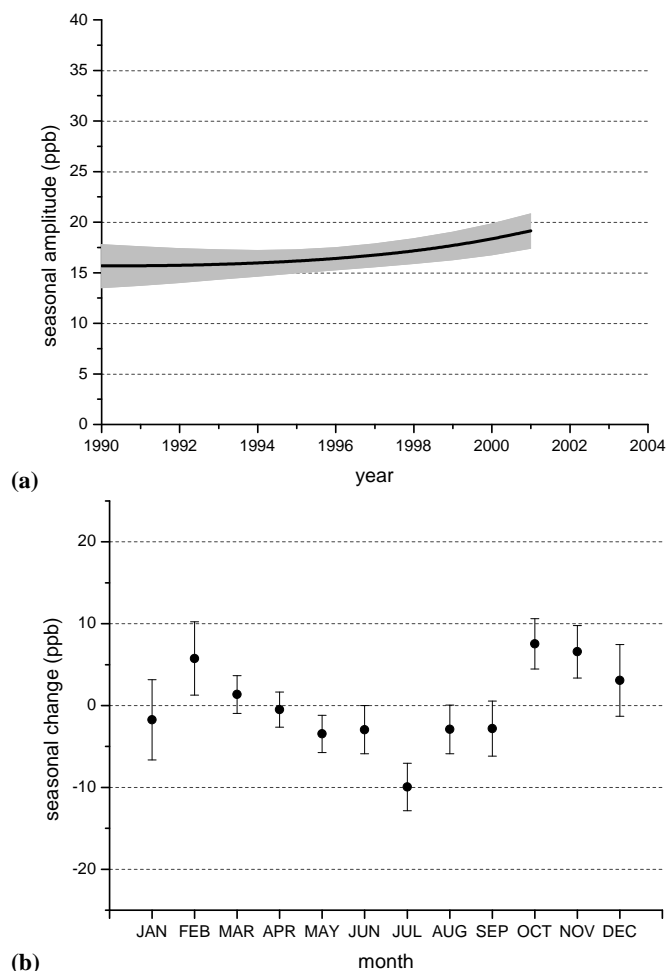 40
35
30
25
20
15
10
5
0
seasonal amplitude (ppb)
1990 1992 1994 1996 1998 2000 2002 2004
year
(a)
20
10
0
-10
-20
seasonal change (ppb)
JAN FEB MAR APR MAY JUN JUL AUG SEP OCT NOV DEC
month
(b)